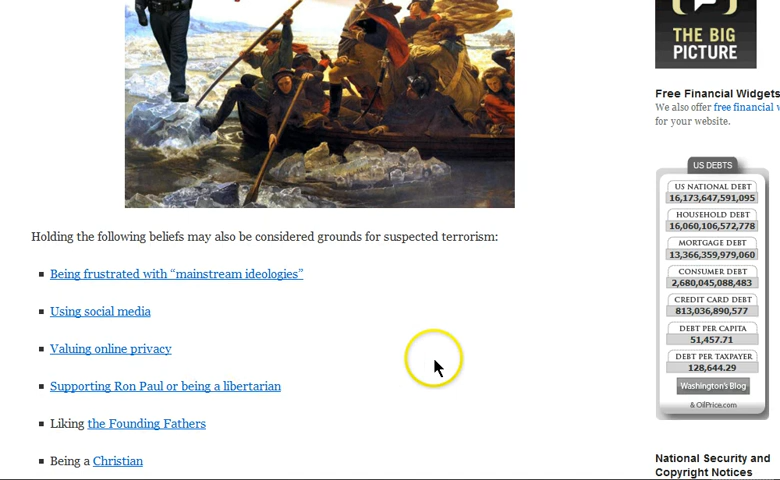 THE BIG
PICTURE
Free Financial Widgets
We also offer free financial
for your website.
US DEBTS
US NATIONAL DEBT
16,173,647,591,095
HOUSEHOLD DEBT
16,060,106,572,778
MORTGAGE DEBT
13,366,359,979,060
CONSUMER DEBT
2,680,045,088,483
CREDIT CARD DEBT
813,036,890,577
DEBT PER CAPITA
51,457.71
DEBT PER TAXPAYER
128,644.29
Washington's Blog
& OilPrice.com
National Security and
Copyright Notices
Holding the following beliefs may also be considered grounds for suspected terrorism:
Being frustrated with “mainstream ideologies”
Using social media
Valuing online privacy
Supporting Ron Paul or being a libertarian
Liking the Founding Fathers
Being a Christian